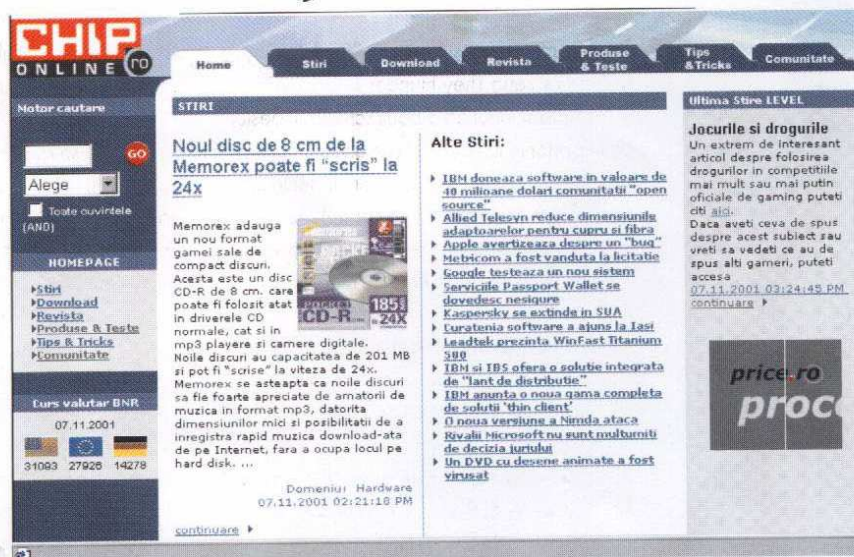 CHIP
ONLINE ro
Home
Stiri
Download
Revista
Produse
& Teste
Tips
&Tricks
Comunitate
Motor cautare
GO
Alege
Toate cuvintele
(AND)
HOMEPAGE
Stiri
Download
Revista
Produse & Teste
Tips & Tricks
Comunitate
Curs valutar BNR
07.11.2001
31093 27926 14278
STIRI
Noul disc de 8 cm de la
Memorex poate fi "scris" la
24x
Memorex adauga
un nou format
gamei sale de
compact discuri.
Acesta este un disc
CD-R de 8 cm. care
poate fi folosit atat
in driverele CD
normale, cat si in
mp3 playere si camere digitale.
Noile discuri au capacitatea de 201 MB
si pot fi "scrise" la viteza de 24x.
Memorex se asteapta ca noile discuri
sa fie foarte apreciate de amatorii de
muzica in format mp3, datorita
dimensiunilor mici si posibilitatii de a
inregistra rapid muzica download-ata
de pe Internet, fara a ocupa locul pe
hard disk. ...
Memorex
POCKET
CD-R
185
24X
Domeniu: Hardware
07.11.2001 02:21:18 PM
continuare
Alte Stiri:
IBM doneaza software in valoare de
40 milioane dolari comunitatii "open
source"
Allied Telesyn reduce dimensiunile
adaptoarelor pentru cupru si fibra
Apple avertizeaza despre un "bug"
Metricom a fost vanduta la licitatie
Google testeaza un nou sistem
Serviciile Passport Wallet se
dovedesc nesigure
Kaspersky se extinde in SUA
Curatenia software a ajuns la Iasi
Leadtek prezinta WinFast Titanium
500
IBM si IBS ofera o solutie integrata
de "lant de distributie"
IBM anunta o noua gama completa
de solutii 'thin client'
O noua versiune a Nimda ataca
Rivalii Microsoft nu sunt multumiti
de decizia juriului
Un DVD cu desene animate a fost
virusat
Ultima Stire LEVEL
Jocurile si drogurile
Un extrem de interesant
articol despre folosirea
drogurilor in competitiile
mai mult sau mai putin
oficiale de gaming puteti
citi aici.
Daca aveti ceva de spus
despre acest subiect sau
vreti sa vedeti ce au de
spus alti gameri, puteti
accesa
07.11.2001 03:24:45 PM
continuare
price.ro
proce